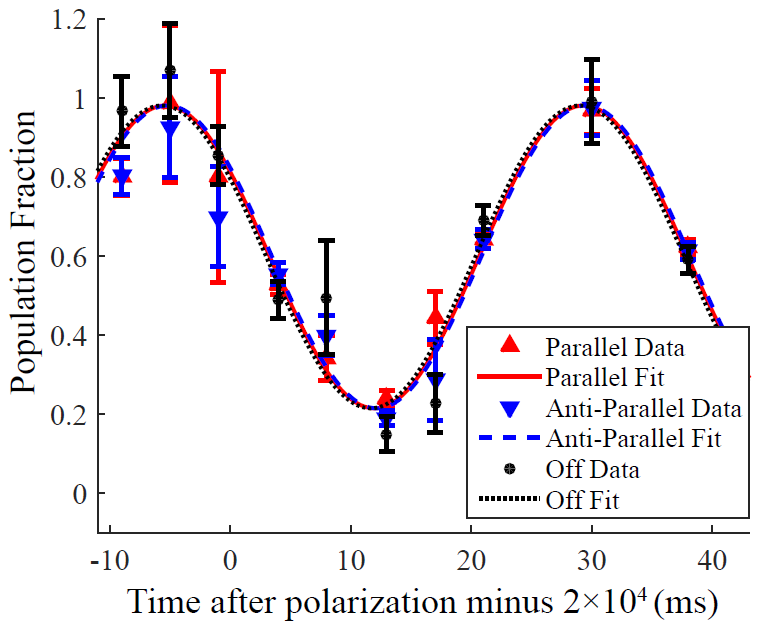 Population Fraction
1.2
1
0.8
0.6
0.4
0.2
0
-10
0
10
20
30
40
Time after polarization minus 2×10⁴ (ms)
Parallel Data
Parallel Fit
Anti-Parallel Data
Anti-Parallel Fit
Off Data
Off Fit